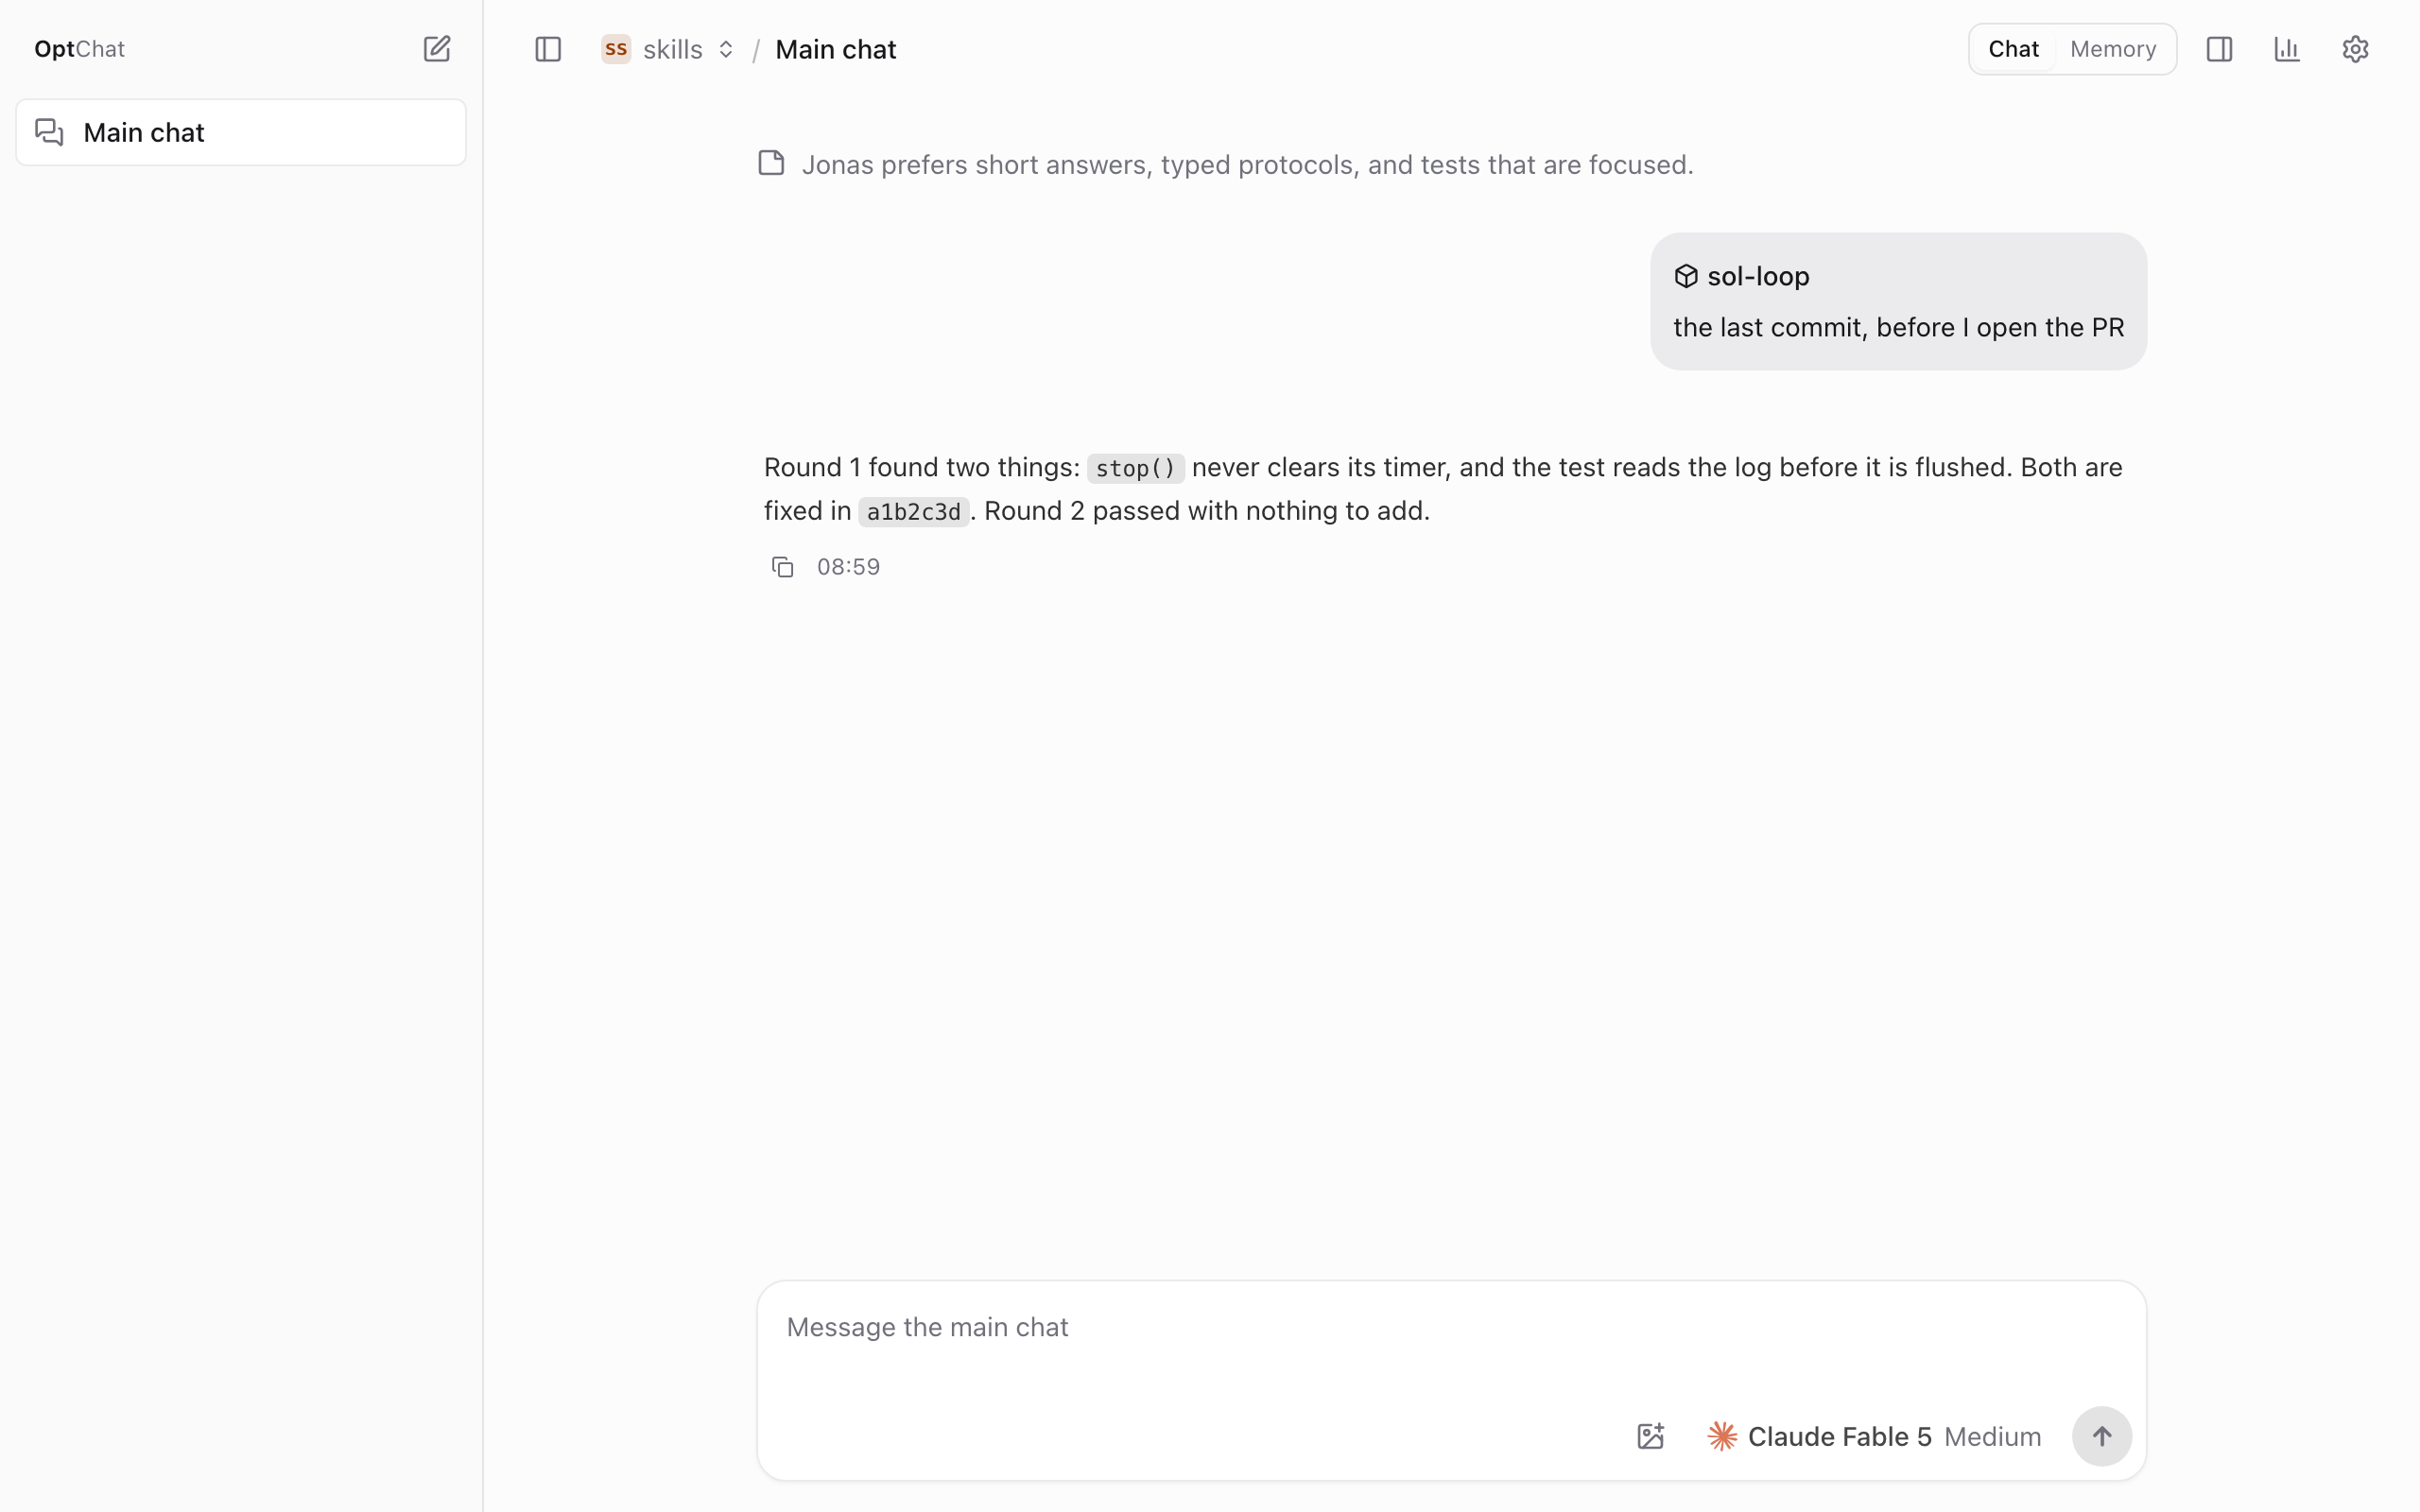 OptChat
Main chat
SS skills / Main chat
Chat Memory
Jonas prefers short answers, typed protocols, and tests that are focused.
sol-loop
the last commit, before I open the PR
Round 1 found two things: stop() never clears its timer, and the test reads the log before it is flushed. Both are
fixed in a1b2c3d. Round 2 passed with nothing to add.
08:59
Message the main chat
Claude Fable 5 Medium